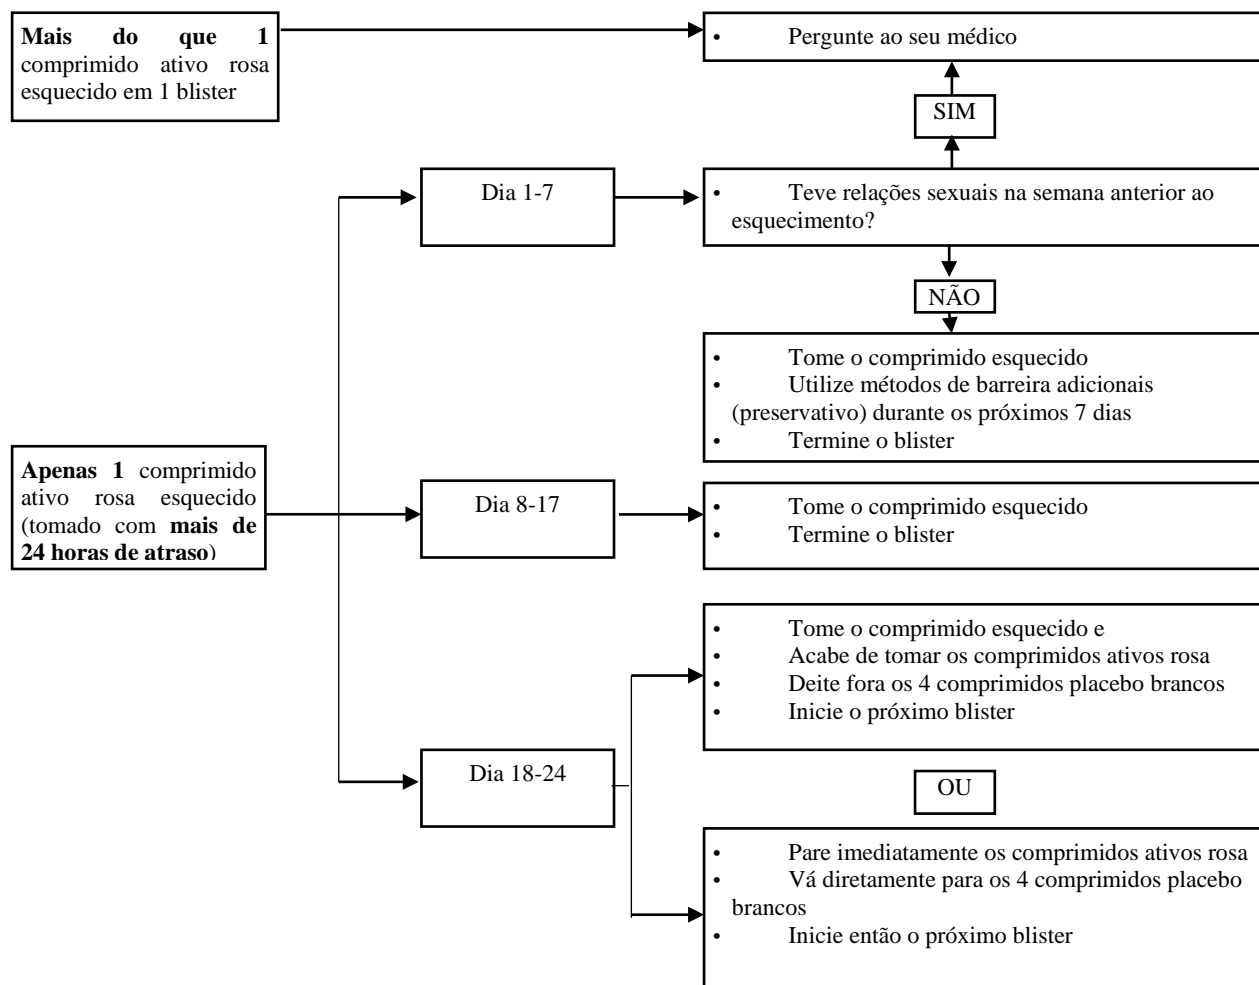 Mais do que 1
comprimido ativo rosa
esquecido em 1 blister
• Pergunte ao seu médico
SIM
Dia 1-7
• Teve relações sexuais na semana anterior ao
esquecimento?
NÃO
• Tome o comprimido esquecido
• Utilize métodos de barreira adicionais
(preservativo) durante os próximos 7 dias
• Termine o blister
Apenas 1 comprimido
ativo rosa esquecido
(tomado com mais de
24 horas de atraso)
Dia 8-17
• Tome o comprimido esquecido
• Termine o blister
Dia 18-24
• Tome o comprimido esquecido e
• Acabe de tomar os comprimidos ativos rosa
• Deite fora os 4 comprimidos placebo brancos
• Inicie o próximo blister
OU
• Pare imediatamente os comprimidos ativos rosa
• Vá diretamente para os 4 comprimidos placebo
brancos
• Inicie então o próximo blister